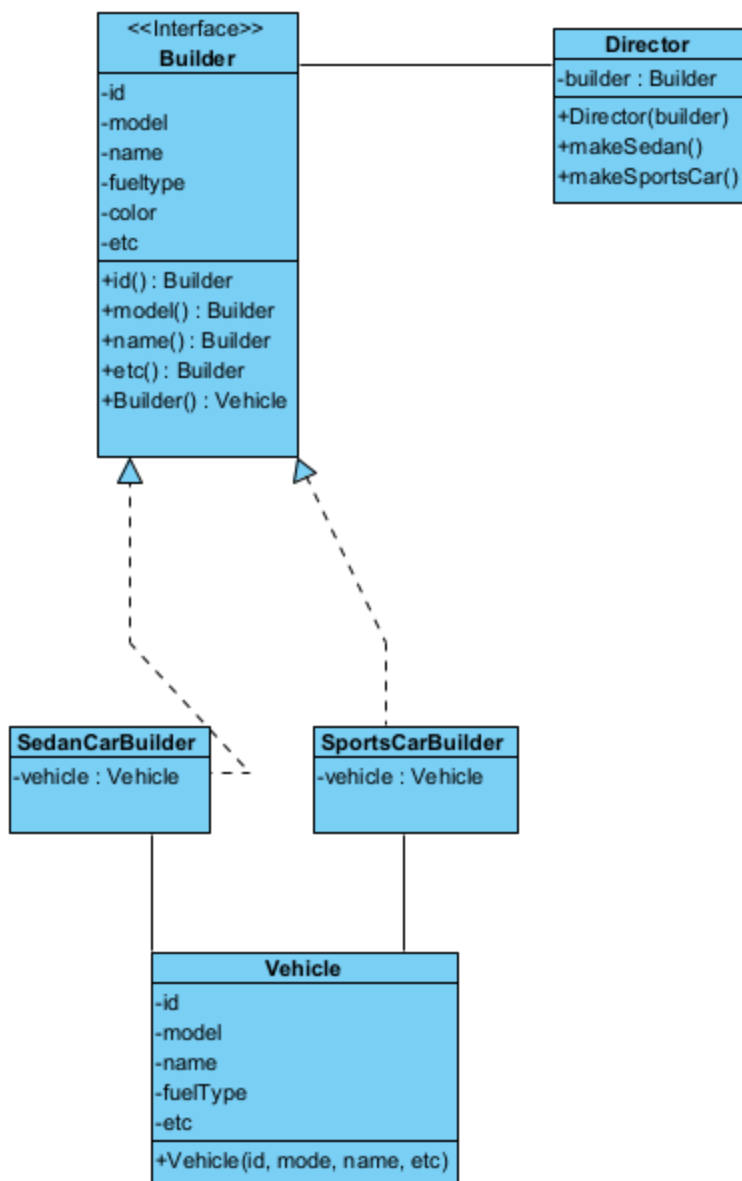 <<Interface>>
Builder
-id
-model
-name
-fueltype
-color
-etc
+id() : Builder
+model() : Builder
+name() : Builder
+etc() : Builder
+Builder() : Vehicle
Director
-builder : Builder
+Director(builder)
+makeSedan()
+makeSportsCar()
SedanCarBuilder
-vehicle : Vehicle
SportsCarBuilder
-vehicle : Vehicle
Vehicle
-id
-model
-name
-fuelType
-etc
+Vehicle(id, mode, name, etc)